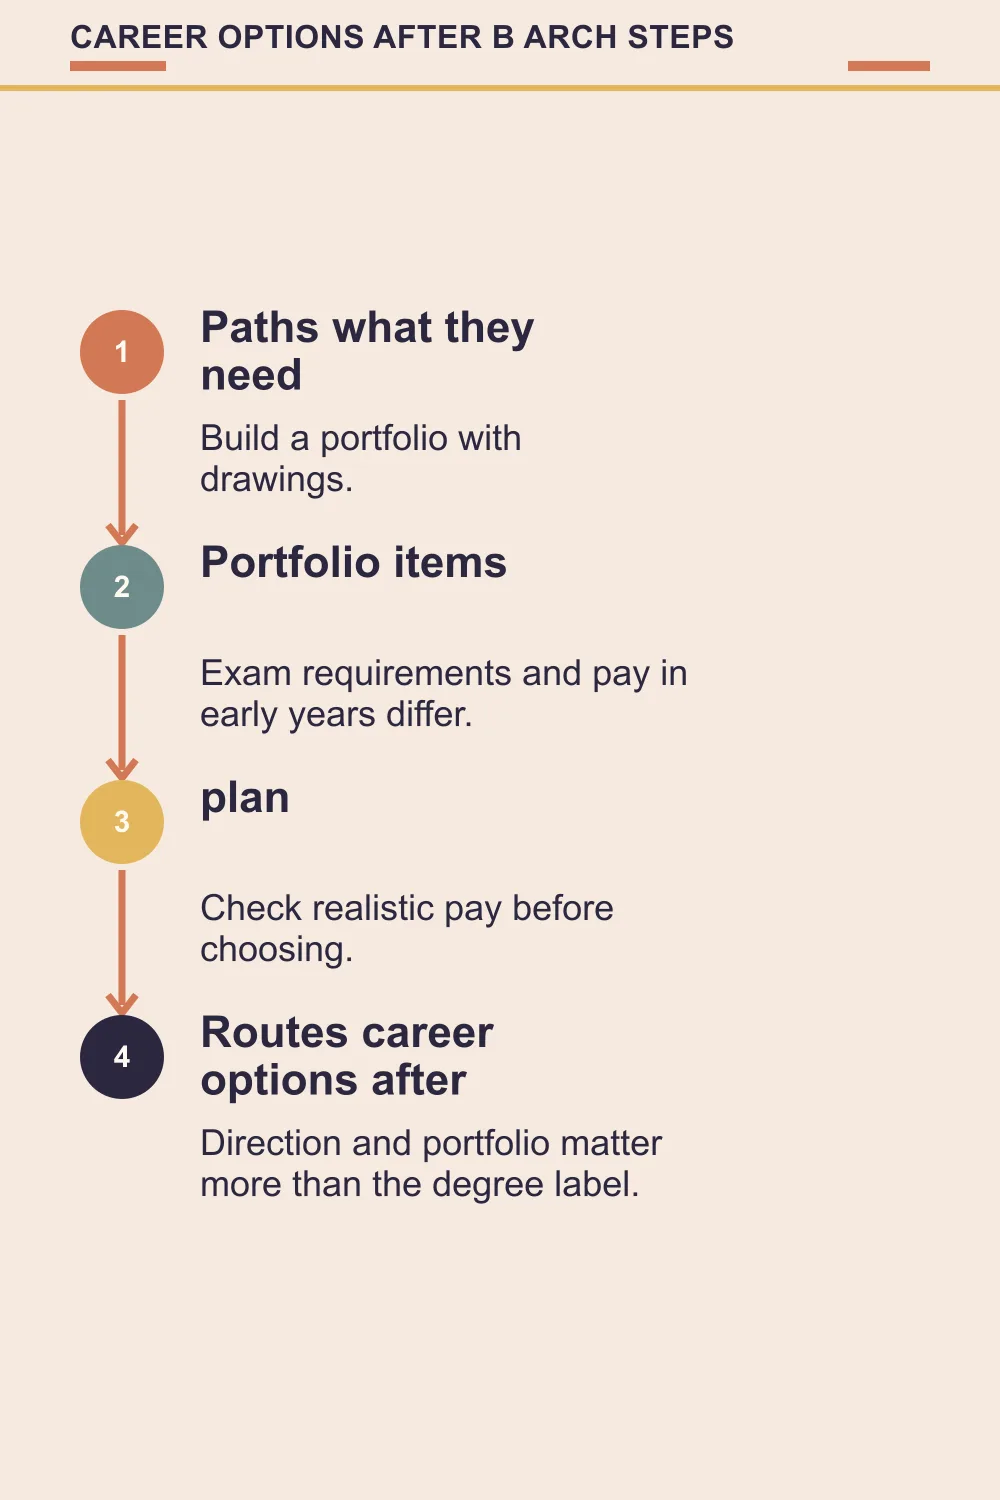 CAREER OPTIONS AFTER B ARCH STEPS
1
Paths what they
need
Build a portfolio with
drawings.
2
Portfolio items
Exam requirements and pay in
early years differ.
3
plan
Check realistic pay before
choosing.
4
Routes career
options after
Direction and portfolio matter
more than the degree label.